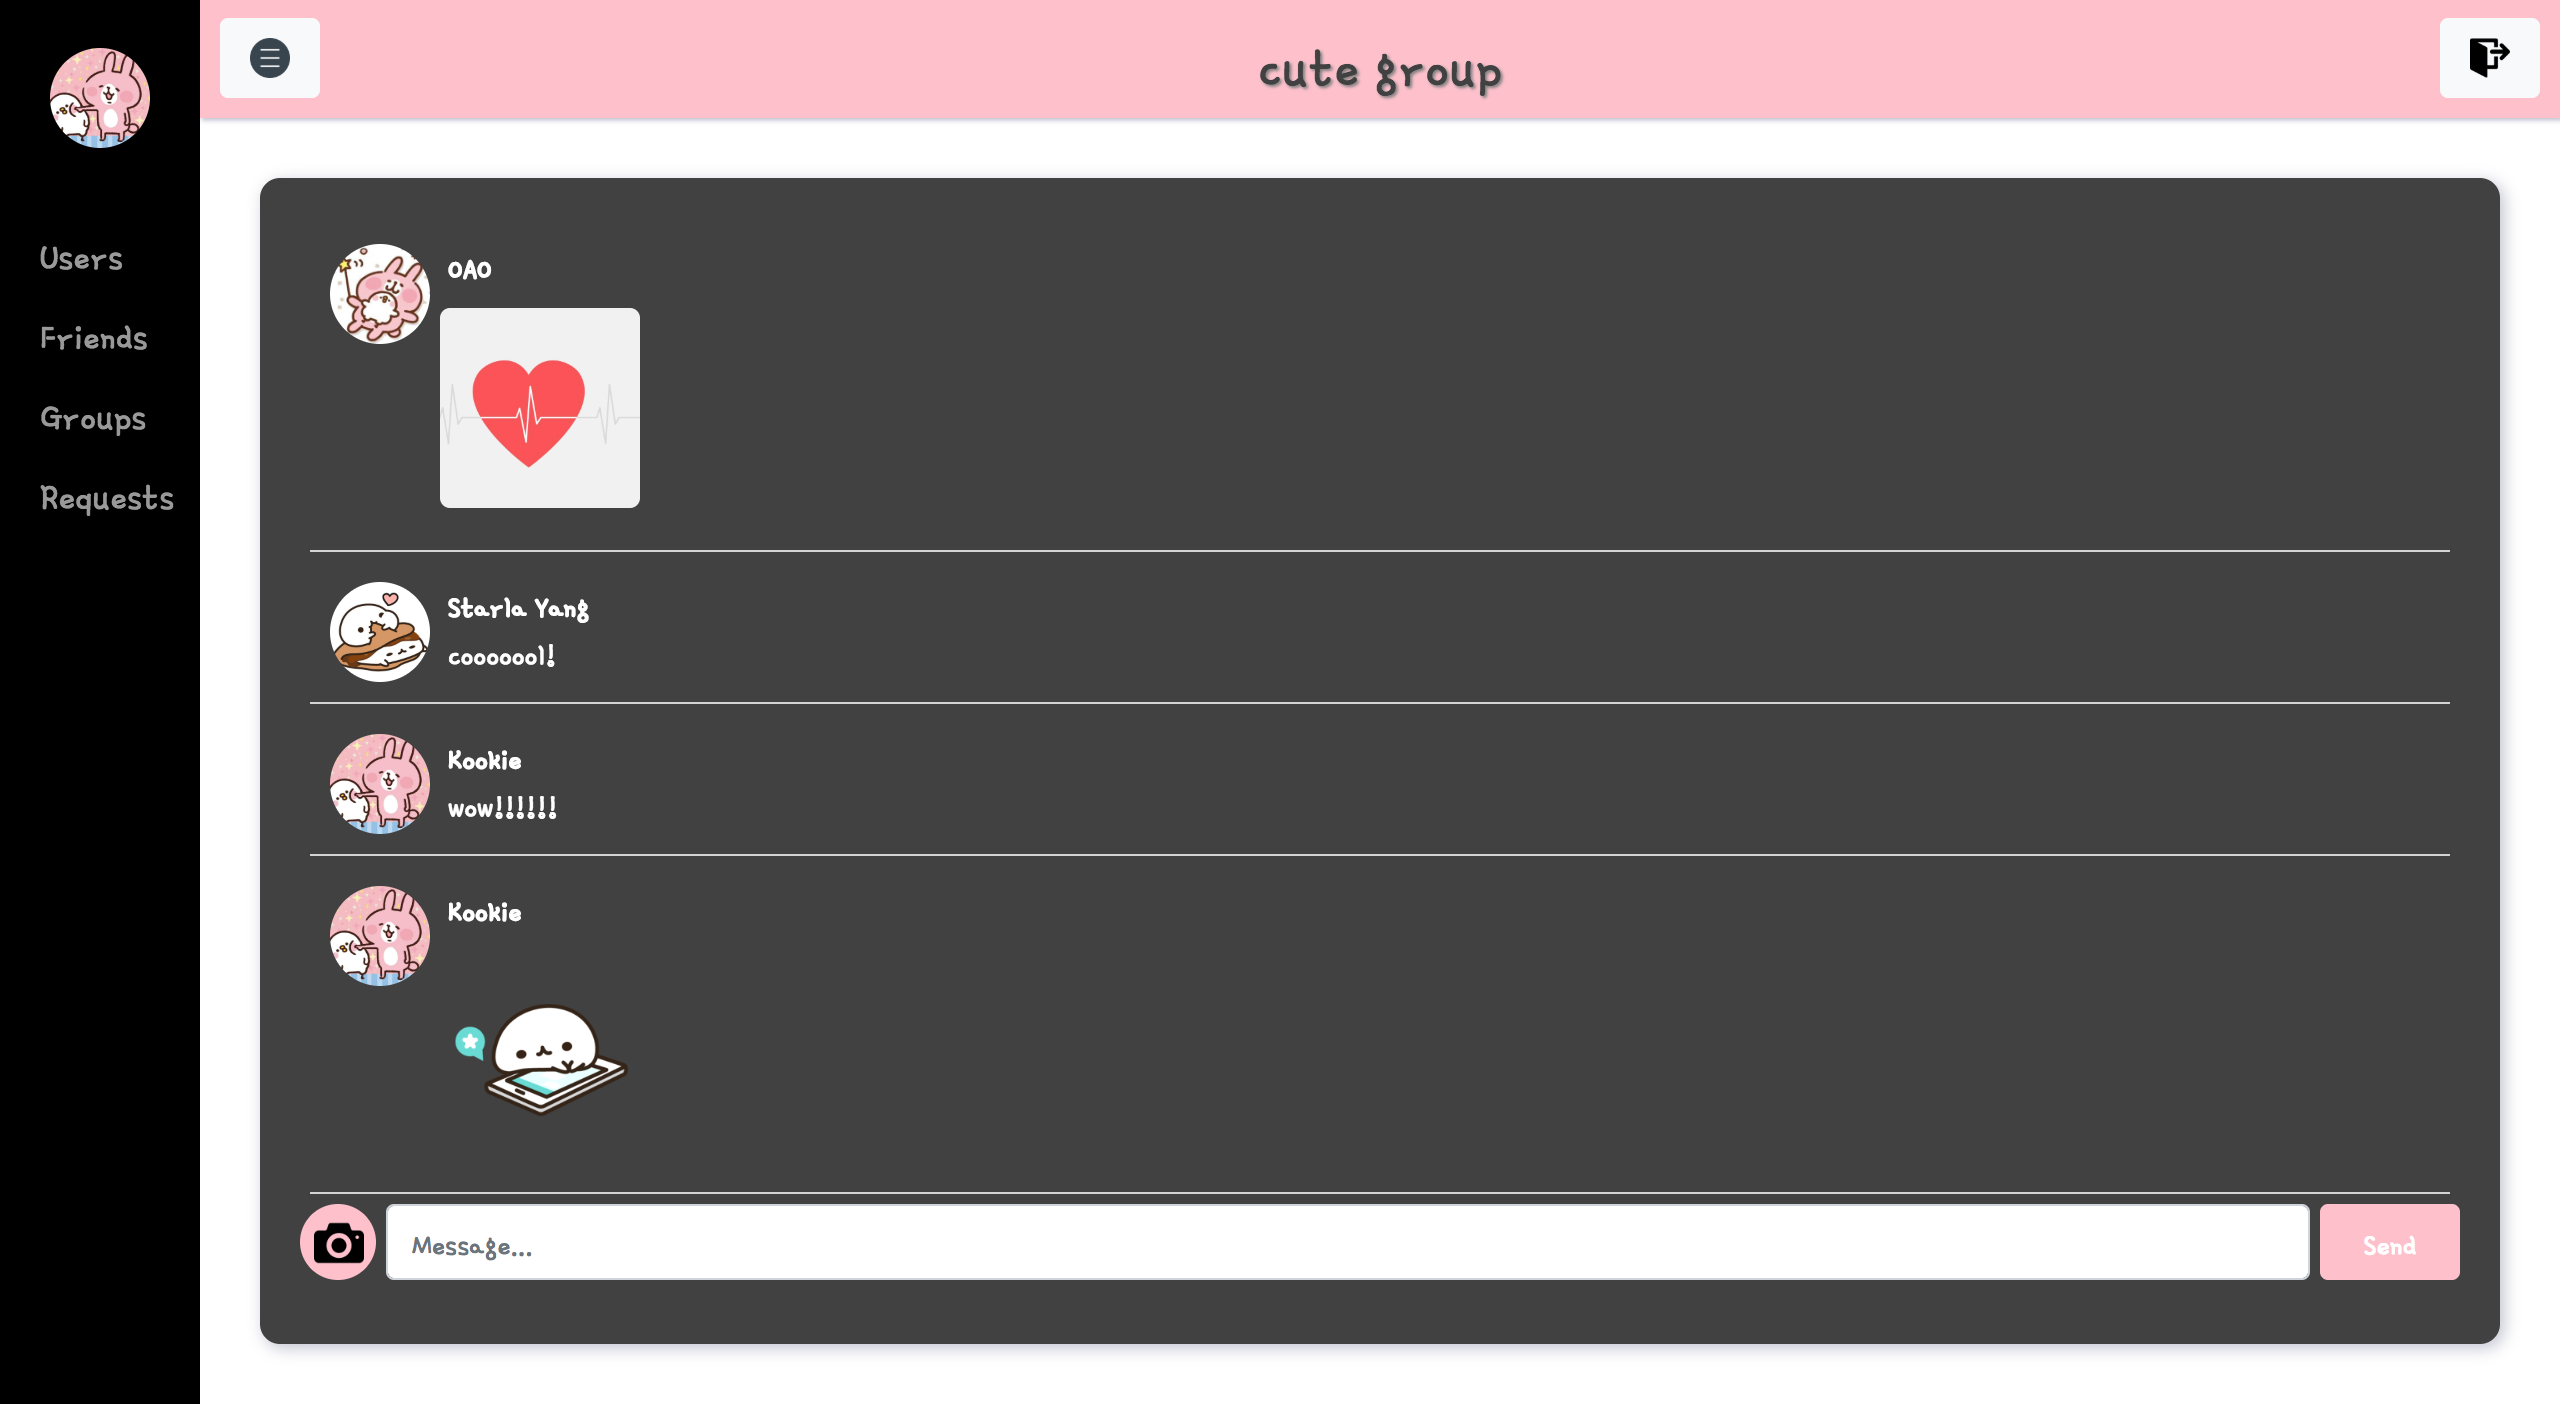 cute group
Users
Friends
Groups
Requests
OAO
Starla Yang
cooooool!
Kookie
wow!!!!!!
Kookie
Message...
Send